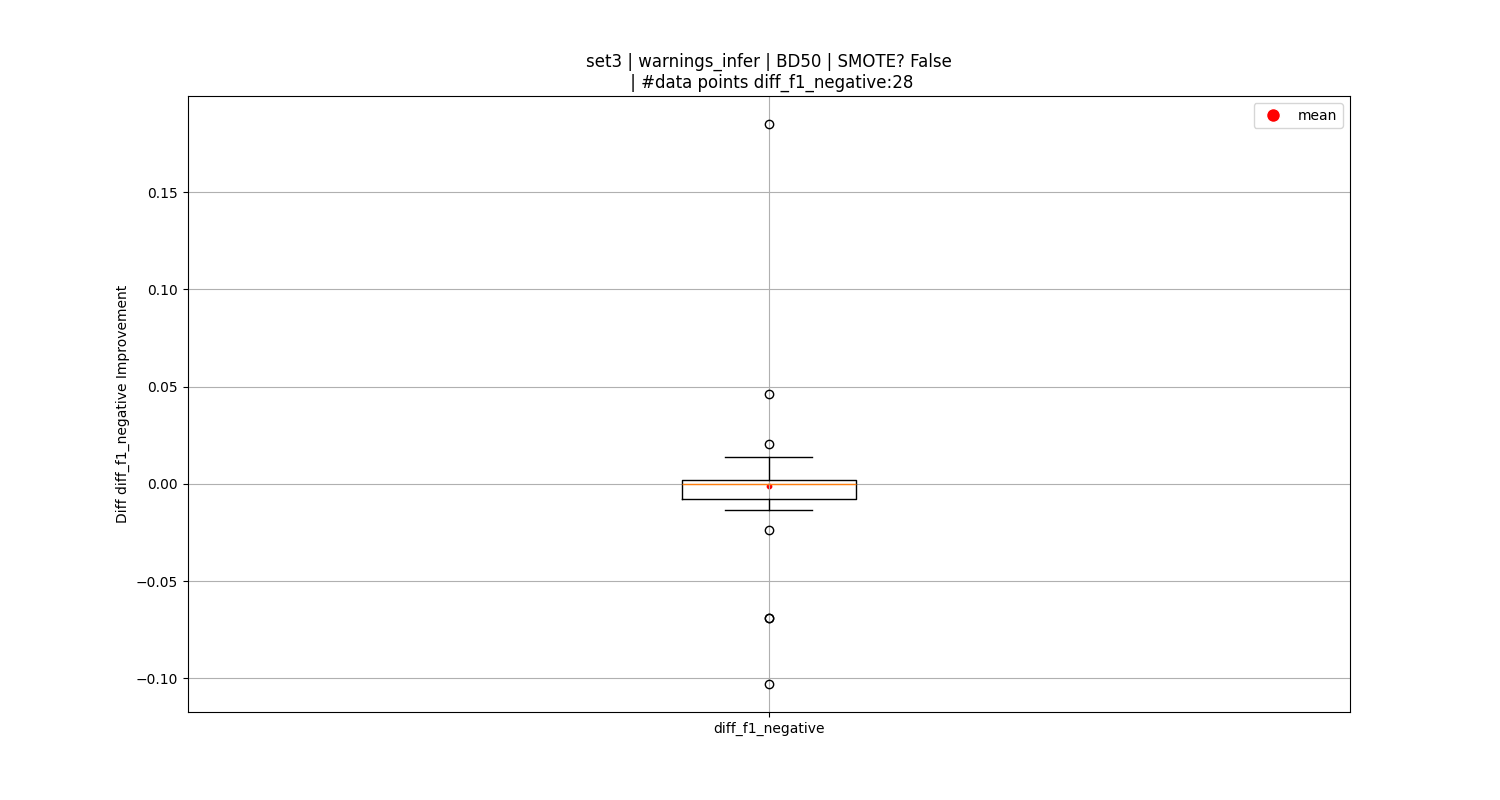 set3 | warnings_infer | BD50 | SMOTE? False
| #data points diff_f1_negative:28
mean
0.15
0.10
0.05
0.00
−0.05
−0.10
Diff diff_f1_negative Improvement
diff_f1_negative